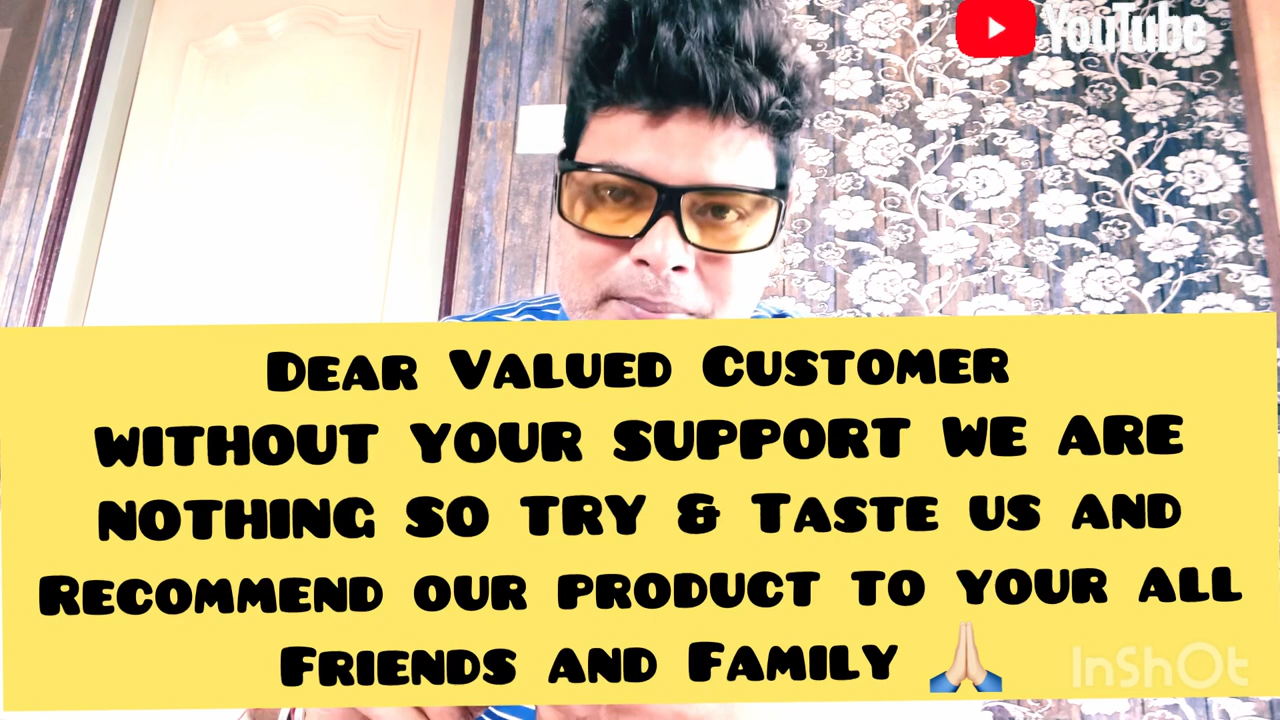 YouTube
Dear Valued Customer
WITHOUT YOUR SUPPORT WE ARE
NOTHING SO TRY & Taste us and
Recommend our product to your all
Friends and Family 🙏🏼
InShOt